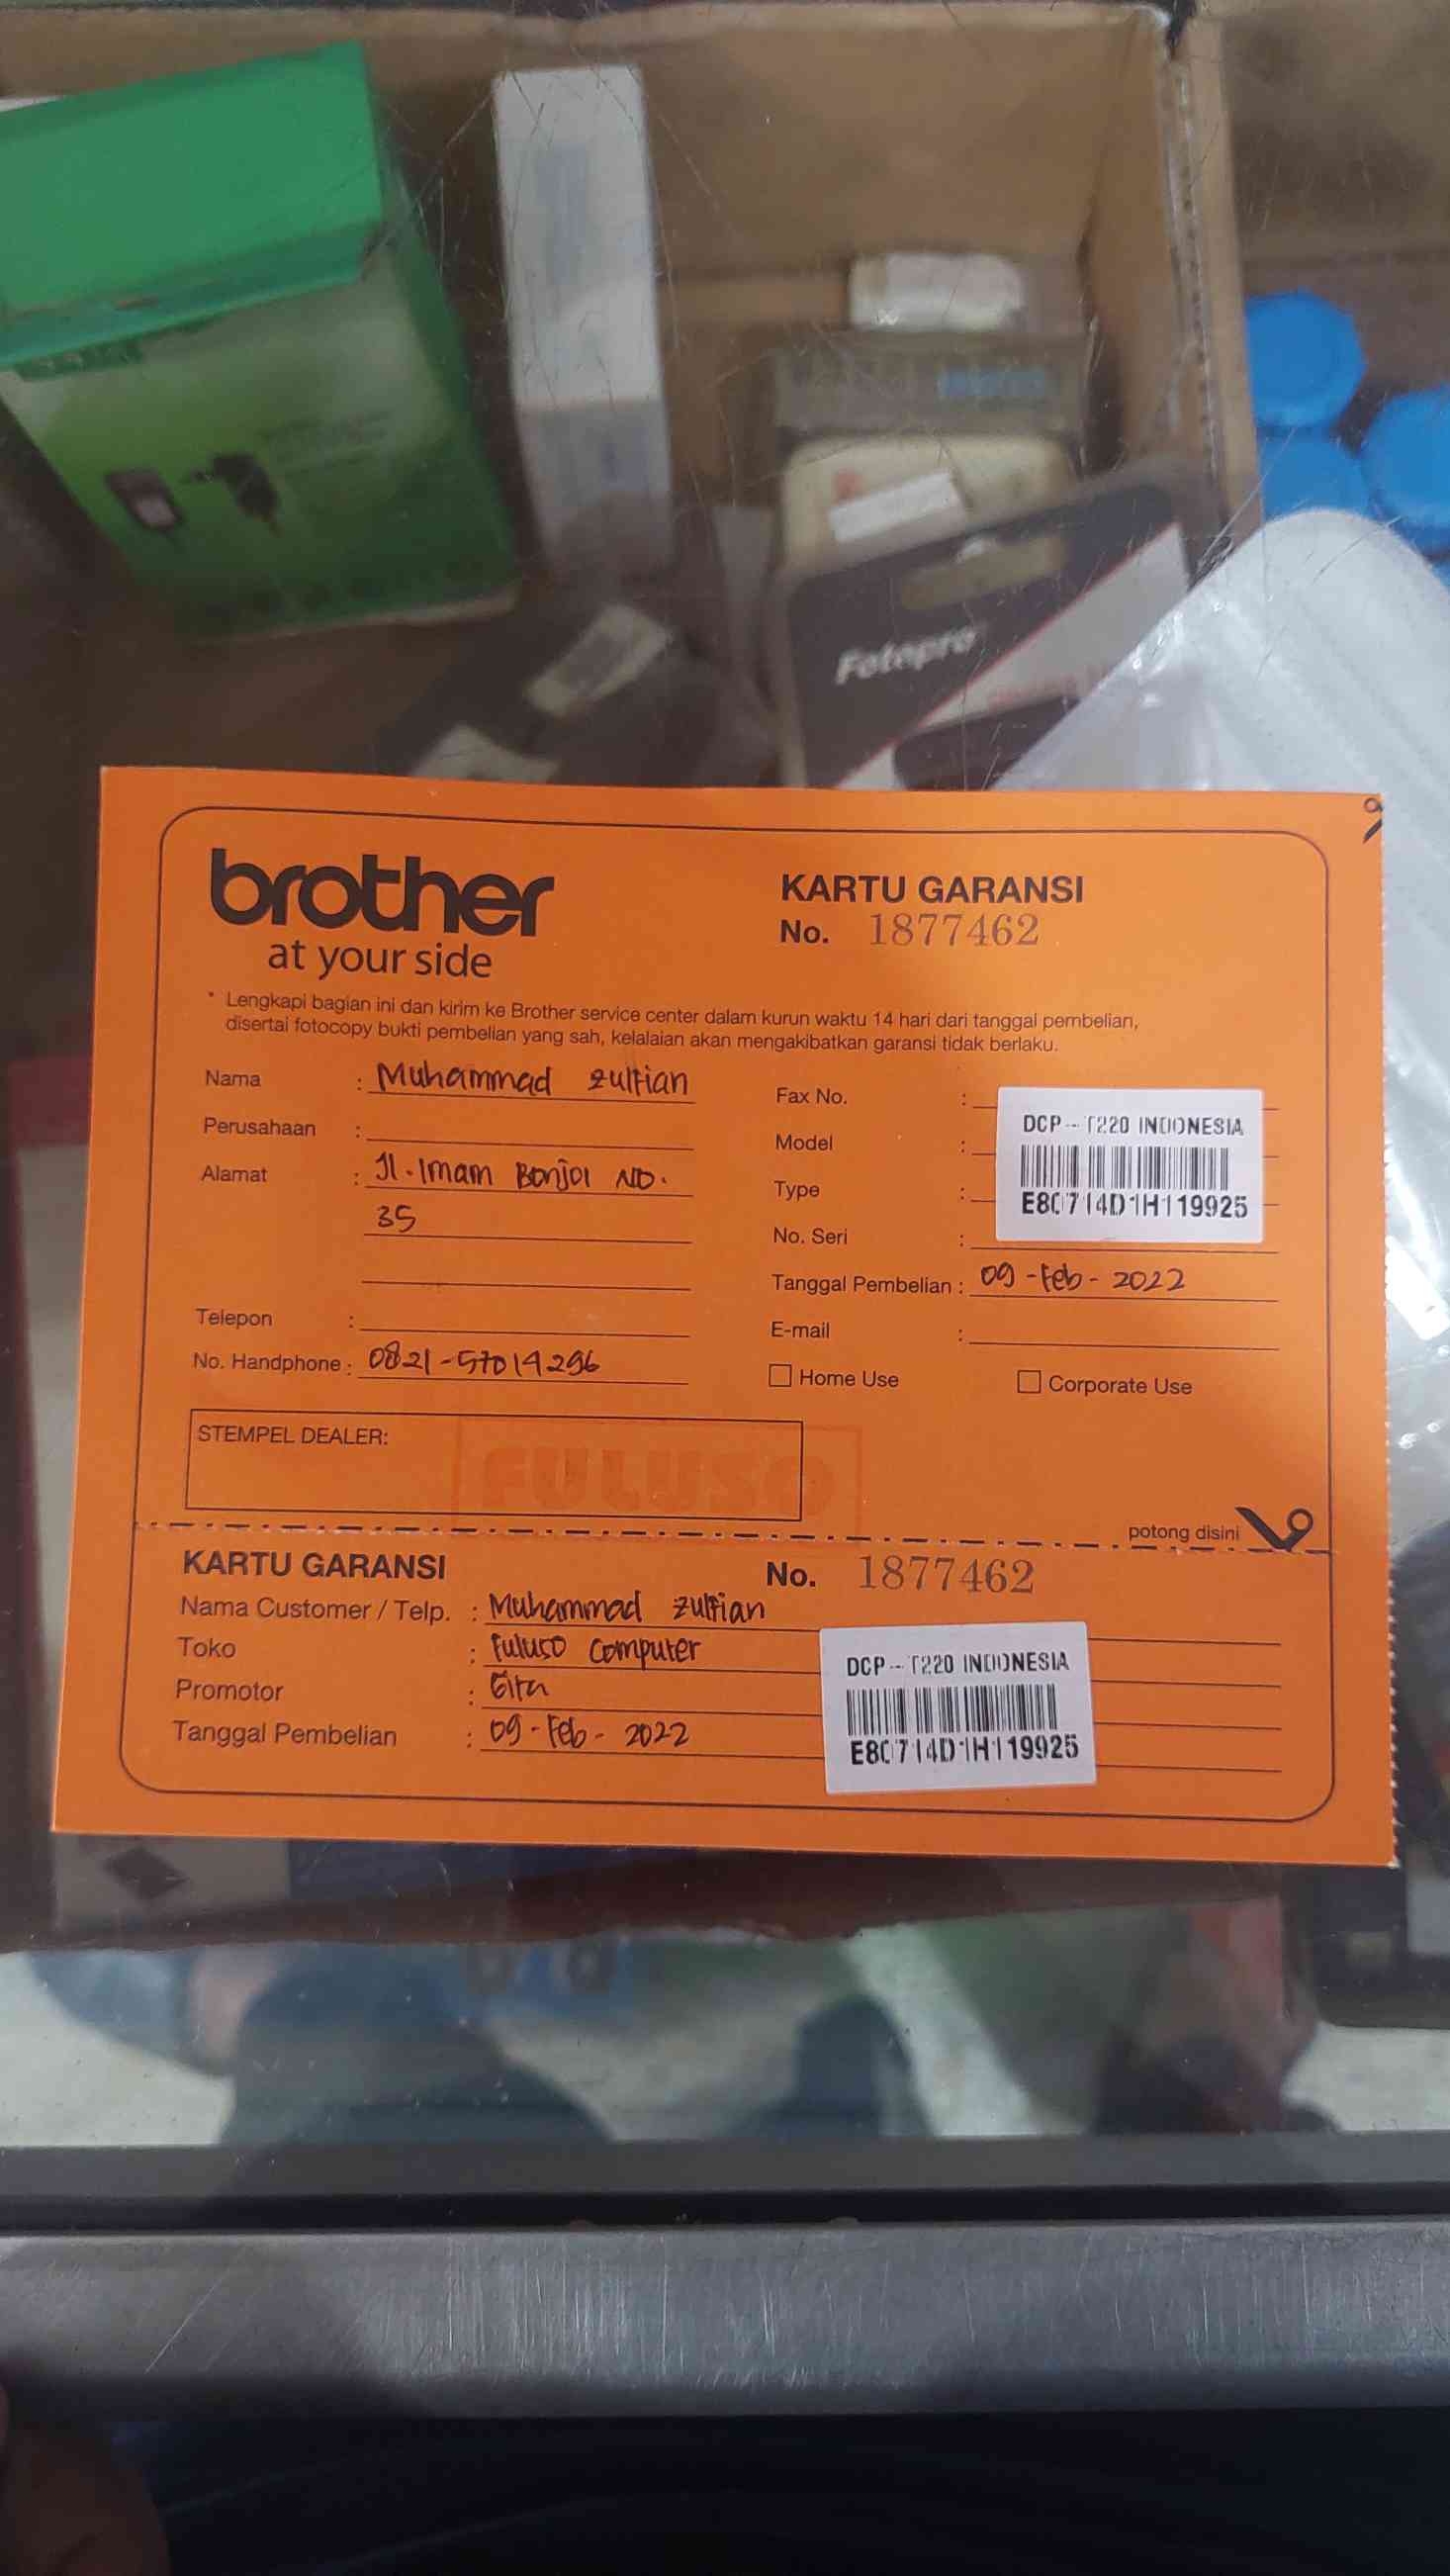 Fotopro
brother
at your side
KARTU GARANSI
No. 1877462
* Lengkapi bagian ini dan kirim ke Brother service center dalam kurun waktu 14 hari dari tanggal pembelian,
disertai fotocopy bukti pembelian yang sah, kelalaian akan mengakibatkan garansi tidak berlaku.
Nama : Muhammad Zulfian
Perusahaan :
Alamat : Jl. Imam Bonjol NO.
35
Telepon :
No. Handphone : 0821-57014296
Fax No. :
Model :
Type :
No. Seri :
DCP-T220 INDONESIA
E80714D1H119925
Tanggal Pembelian : 09 - Feb - 2022
E-mail :
Home Use
Corporate Use
STEMPEL DEALER:
FULUSO
potong disini
KARTU GARANSI
No. 1877462
Nama Customer / Telp. : Muhammad Zulfian
Toko : Fuluso Computer
Promotor : Gita
Tanggal Pembelian : 09 - Feb - 2022
DCP-T220 INDONESIA
E80714D1H119925